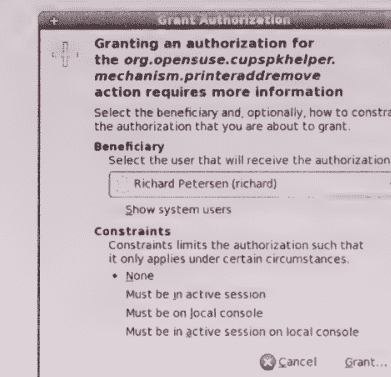 Grant Authorization
Granting an authorization for
the org.opensuse.cupspkhelper.
mechanism.printeraddremove
action requires more information
Select the beneficiary and, optionally, how to constra
the authorization that you are about to grant.
Beneficiary
Select the user that will receive the authorization
Richard Petersen (richard)
Show system users
Constraints
Constraints limits the authorization such that
it only applies under certain circumstances.
None
Must be in active session
Must be on local console
Must be in active session on local console
Cancel Grant...